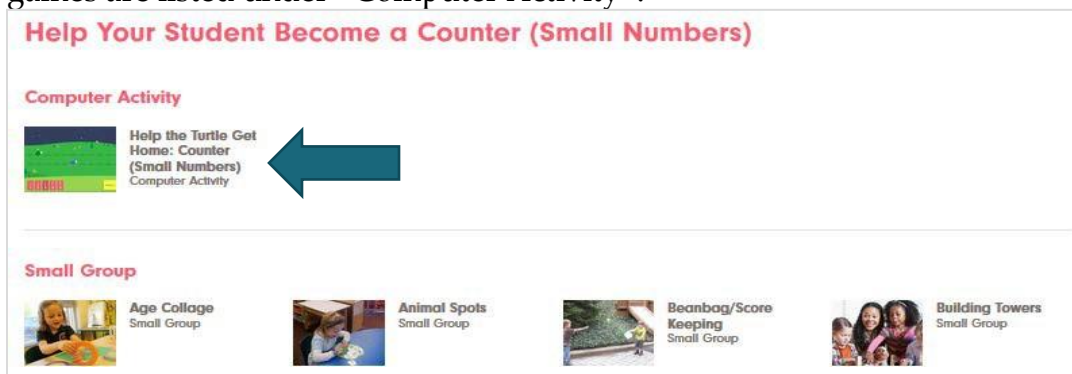 games are listed under "Computer Activity".
Help Your Student Become a Counter (Small Numbers)
Computer Activity
Help the Turtle Get
Home: Counter
(Small Numbers)
Computer Activity
Small Group
Age Collage
Small Group
Animal Spots
Small Group
Beanbag/Score
Keeping
Small Group
Building Towers
Small Group